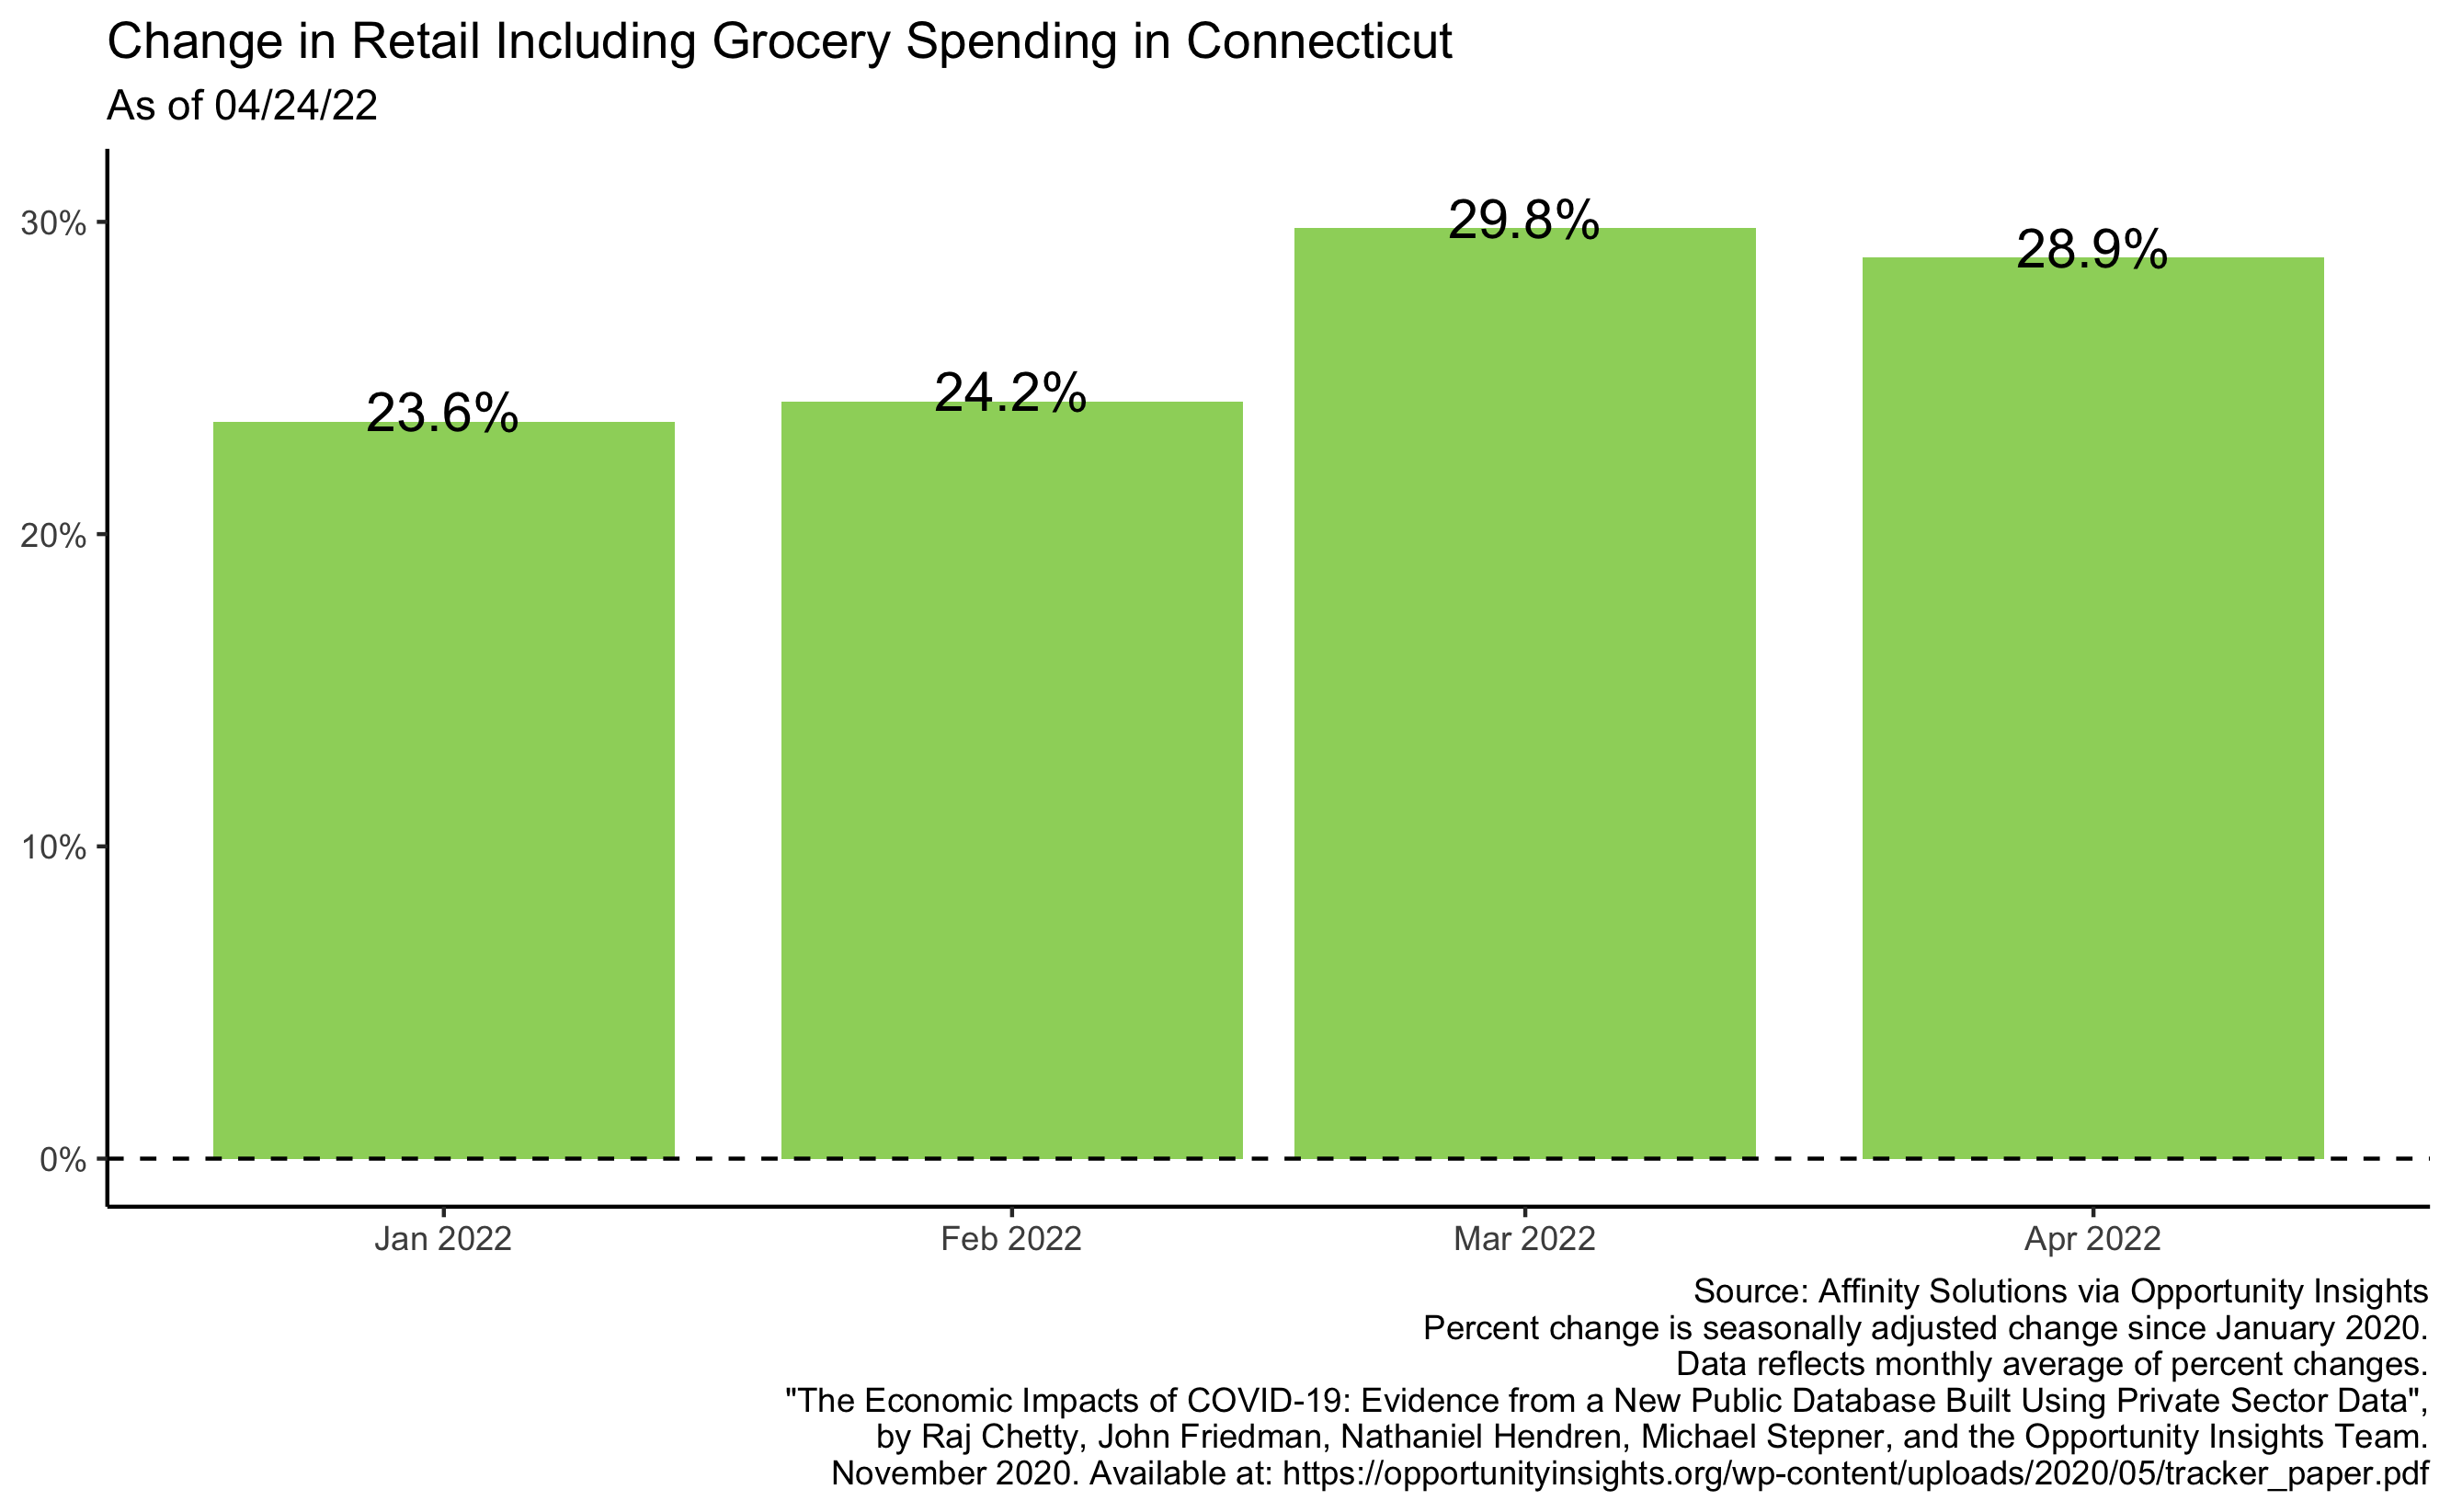 Change in Retail Including Grocery Spending in Connecticut
As of 04/24/22
30%
20%
10%
0%
23.6%
24.2%
29.8%
28.9%
Jan 2022
Feb 2022
Mar 2022
Apr 2022
Source: Affinity Solutions via Opportunity Insights
Percent change is seasonally adjusted change since January 2020.
Data reflects monthly average of percent changes.
"The Economic Impacts of COVID-19: Evidence from a New Public Database Built Using Private Sector Data",
by Raj Chetty, John Friedman, Nathaniel Hendren, Michael Stepner, and the Opportunity Insights Team.
November 2020. Available at: https://opportunityinsights.org/wp-content/uploads/2020/05/tracker_paper.pdf